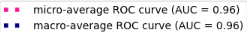 micro-average ROC curve (AUC = 0.96)
macro-average ROC curve (AUC = 0.96)